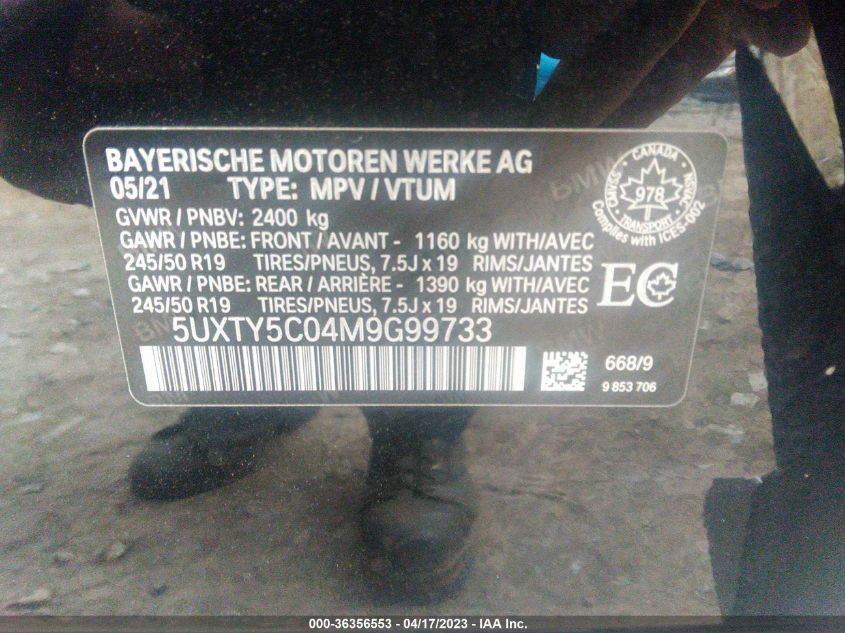 BAYERISCHE MOTOREN WERKE AG
05/21 TYPE: MPV / VTUM
GVWR / PNBV: 2400 kg
GAWR / PNBE: FRONT / AVANT - 1160 kg WITH/AVEC
245/50 R19 TIRES/PNEUS, 7.5J x 19 RIMS/JANTES
GAWR / PNBE: REAR / ARRIÈRE - 1390 kg WITH/AVEC
245/50 R19 TIRES/PNEUS, 7.5J x 19 RIMS/JANTES
5UXTY5C04M9G99733
CANADA
978
TRANSPORT
Complies with ICES-002
EC
668/9
9 853 706
000-36356553 - 04/17/2023 - IAA Inc.